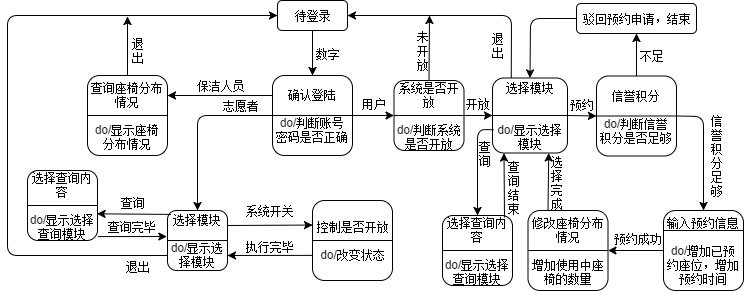 待登录
驳回预约申请，结束
退出
数字
未开放
退出
不足
查询座椅分布
情况
do/显示座椅
分布情况
保洁人员
志愿者
确认登陆
do/判断账号
密码是否正确
用户
系统是否开
放
do/判断系统
是否开放
开放
选择模块
do/显示选择
模块
预约
信誉积分
do/判断信誉
积分是否足够
信誉积分足够
查询
查询结束
选择完成
选择查询内
容
do/显示选择
查询模块
查询
查询完毕
选择模块
do/显示选
择模块
系统开关
执行完毕
控制是否开放
do/改变状态
退出
选择查询内
容
do/显示选择
查询模块
修改座椅分布
情况
增加使用中座
椅的数量
预约成功
输入预约信息
do/增加已预
约座位，增加
预约时间